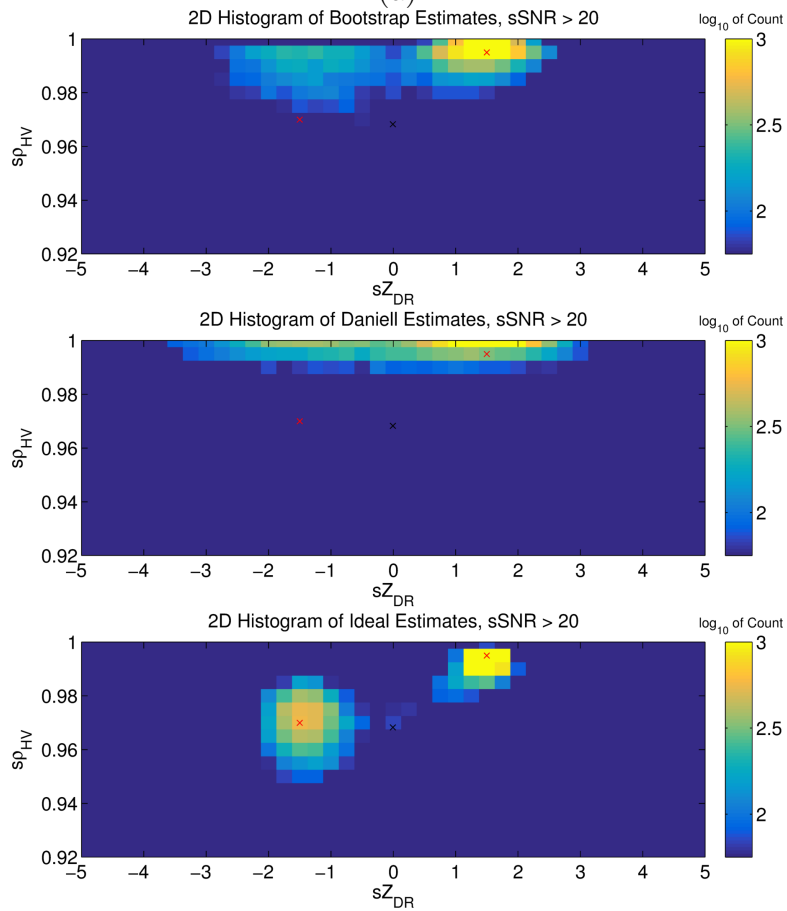 2D Histogram of Bootstrap Estimates, sSNR > 20
log10 of Count
1
0.98
0.96
0.94
0.92
sρHV
−5 −4 −3 −2 −1 0 1 2 3 4 5
sZDR
3
2.5
2
2D Histogram of Daniell Estimates, sSNR > 20
log10 of Count
1
0.98
0.96
0.94
0.92
sρHV
−5 −4 −3 −2 −1 0 1 2 3 4 5
sZDR
3
2.5
2
2D Histogram of Ideal Estimates, sSNR > 20
log10 of Count
1
0.98
0.96
0.94
0.92
sρHV
−5 −4 −3 −2 −1 0 1 2 3 4 5
sZDR
3
2.5
2